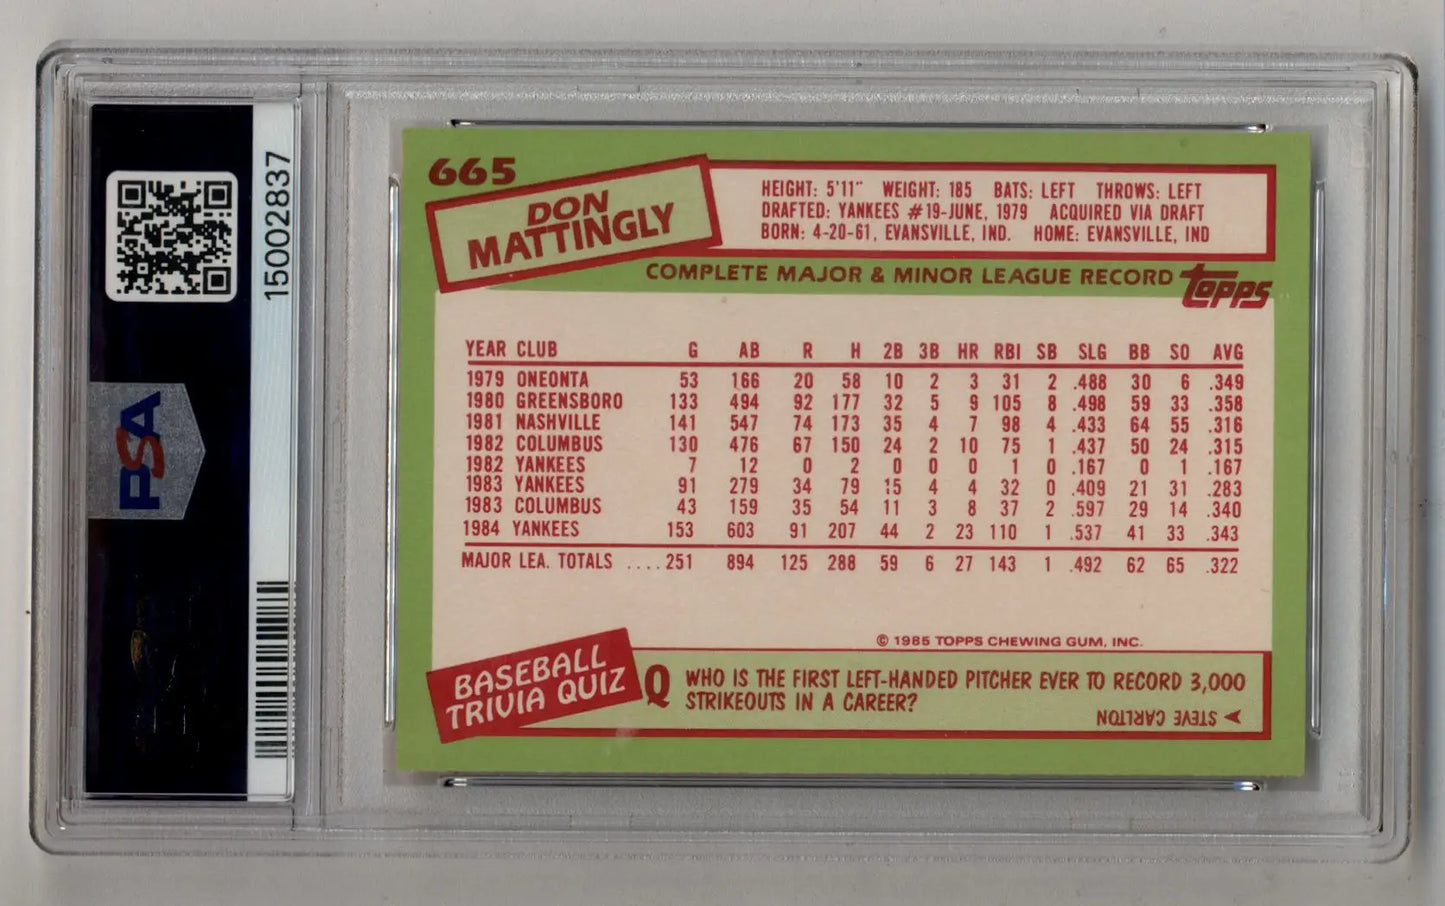 15002837
PSA
665
DON
MATTINGLY
HEIGHT: 5'11" WEIGHT: 185 BATS: LEFT THROWS: LEFT
DRAFTED: YANKEES #19-JUNE, 1979 ACQUIRED VIA DRAFT
BORN: 4-20-61, EVANSVILLE, IND. HOME: EVANSVILLE, IND
COMPLETE MAJOR & MINOR LEAGUE RECORD
Topps
YEAR CLUB G AB R H 2B 3B HR RBI SB SLG BB SO AVG
1979 ONEONTA 53 166 20 58 10 2 3 31 2 .488 30 6 .349
1980 GREENSBORO 133 494 92 177 32 5 9 105 8 .498 59 33 .358
1981 NASHVILLE 141 547 74 173 35 4 7 98 4 .433 64 55 .316
1982 COLUMBUS 130 476 67 150 24 2 10 75 1 .437 50 24 .315
1982 YANKEES 7 12 0 2 0 0 0 1 0 .167 0 1 .167
1983 YANKEES 91 279 34 79 15 4 4 32 0 .409 21 31 .283
1983 COLUMBUS 43 159 35 54 11 3 8 37 2 .597 29 14 .340
1984 YANKEES 153 603 91 207 44 2 23 110 1 .537 41 33 .343
MAJOR LEA. TOTALS .... 251 894 125 288 59 6 27 143 1 .492 62 65 .322
© 1985 TOPPS CHEWING GUM, INC.
BASEBALL
TRIVIA QUIZ
Q WHO IS THE FIRST LEFT-HANDED PITCHER EVER TO RECORD 3,000
STRIKEOUTS IN A CAREER?
STEVE CARLTON